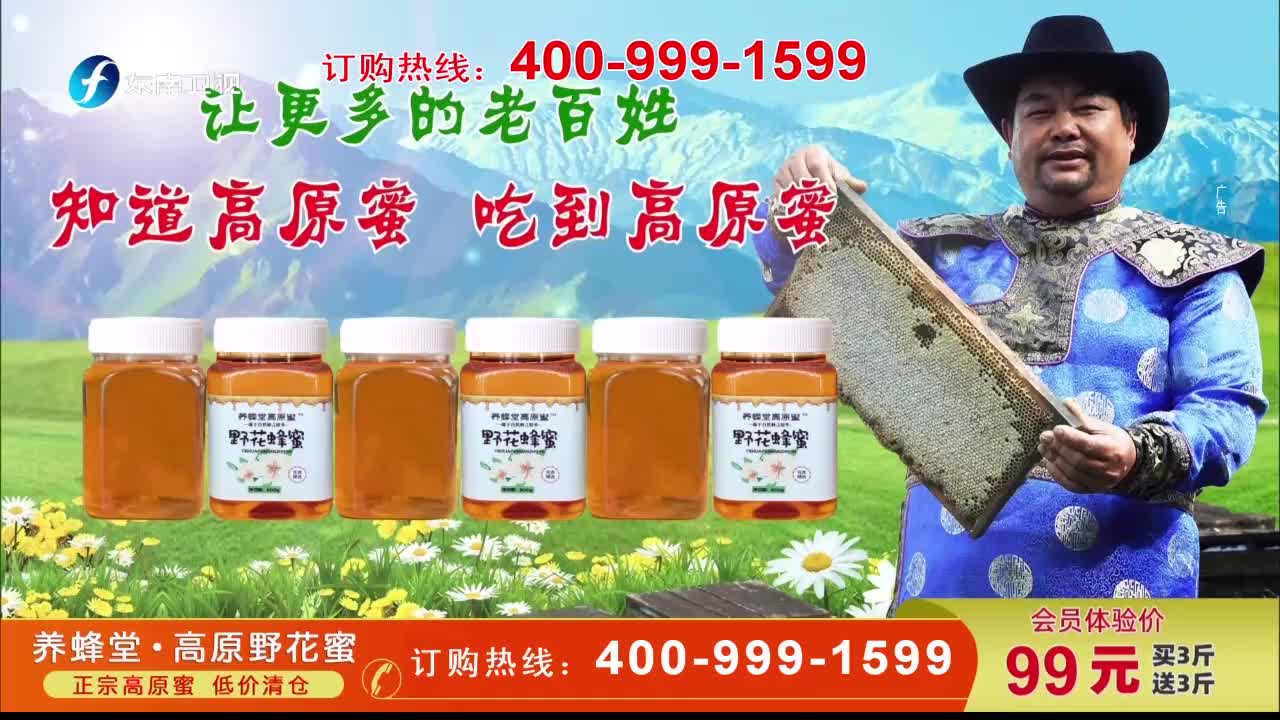 订购热线：400-999-1599
东南卫视
让更多的老百姓
知道高原蜜 吃到高原蜜
广告
养蜂堂高原蜜
野花蜂蜜
养蜂堂高原蜜
野花蜂蜜
养蜂堂高原蜜
野花蜂蜜
养蜂堂·高原野花蜜
正宗高原蜜 低价清仓
订购热线：400-999-1599
会员体验价
99元
买3斤
送3斤